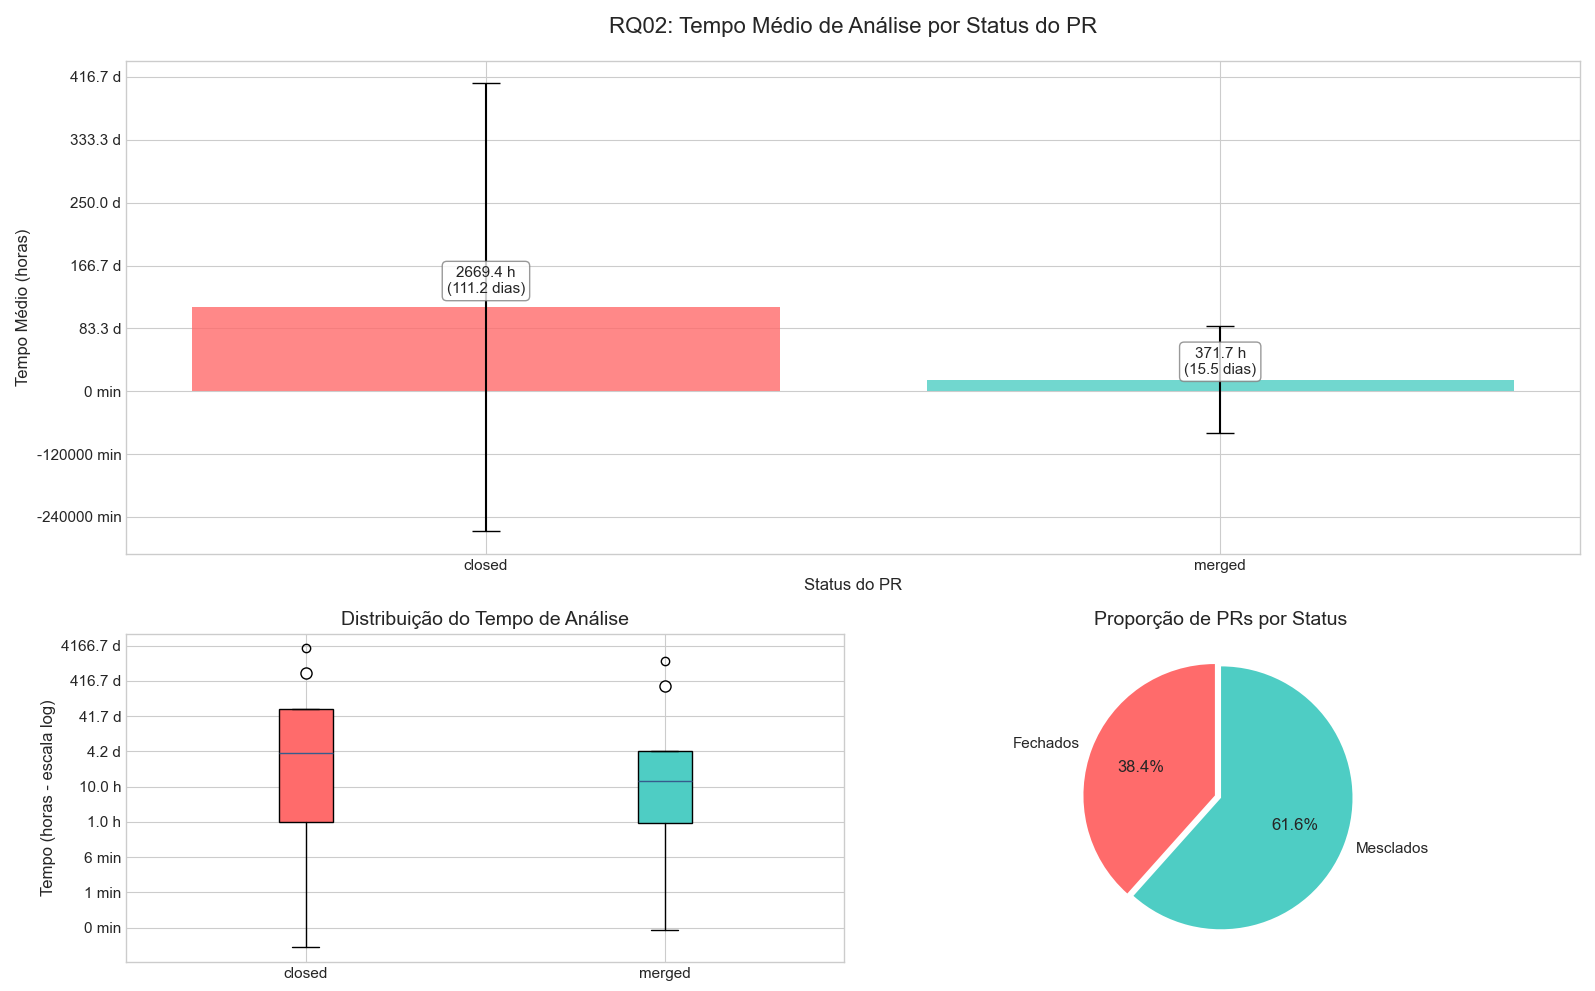 RQ02: Tempo Médio de Análise por Status do PR
416.7 d
333.3 d
250.0 d
166.7 d
83.3 d
0 min
-120000 min
-240000 min
Tempo Médio (horas)
2669.4 h
(111.2 dias)
371.7 h
(15.5 dias)
closed
merged
Status do PR
Distribuição do Tempo de Análise
4166.7 d
416.7 d
41.7 d
4.2 d
10.0 h
1.0 h
6 min
1 min
0 min
Tempo (horas - escala log)
closed
merged
Proporção de PRs por Status
Fechados
38.4%
61.6%
Mesclados